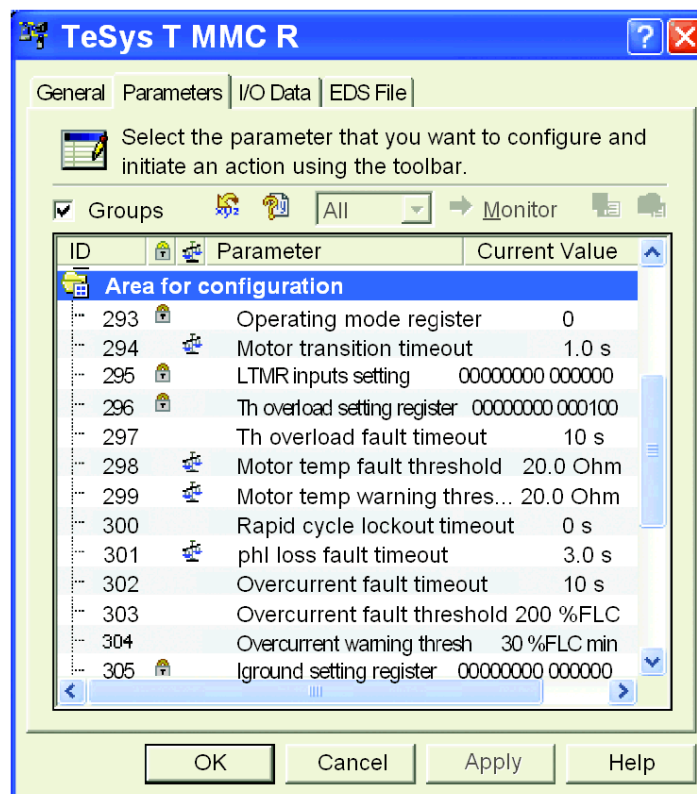 TeSys T MMC R
General Parameters I/O Data EDS File
Select the parameter that you want to configure and
initiate an action using the toolbar.
Groups xyz All Monitor
ID Parameter Current Value
Area for configuration
293 Operating mode register 0
294 Motor transition timeout 1.0 s
295 LTMR inputs setting 00000000 000000
296 Th overload setting register 00000000 000100
297 Th overload fault timeout 10 s
298 Motor temp fault threshold 20.0 Ohm
299 Motor temp warning thres... 20.0 Ohm
300 Rapid cycle lockout timeout 0 s
301 phl loss fault timeout 3.0 s
302 Overcurrent fault timeout 10 s
303 Overcurrent fault threshold 200 %FLC
304 Overcurrent warning thresh 30 %FLC min
305 Iground setting register 00000000 000000
OK Cancel Apply Help